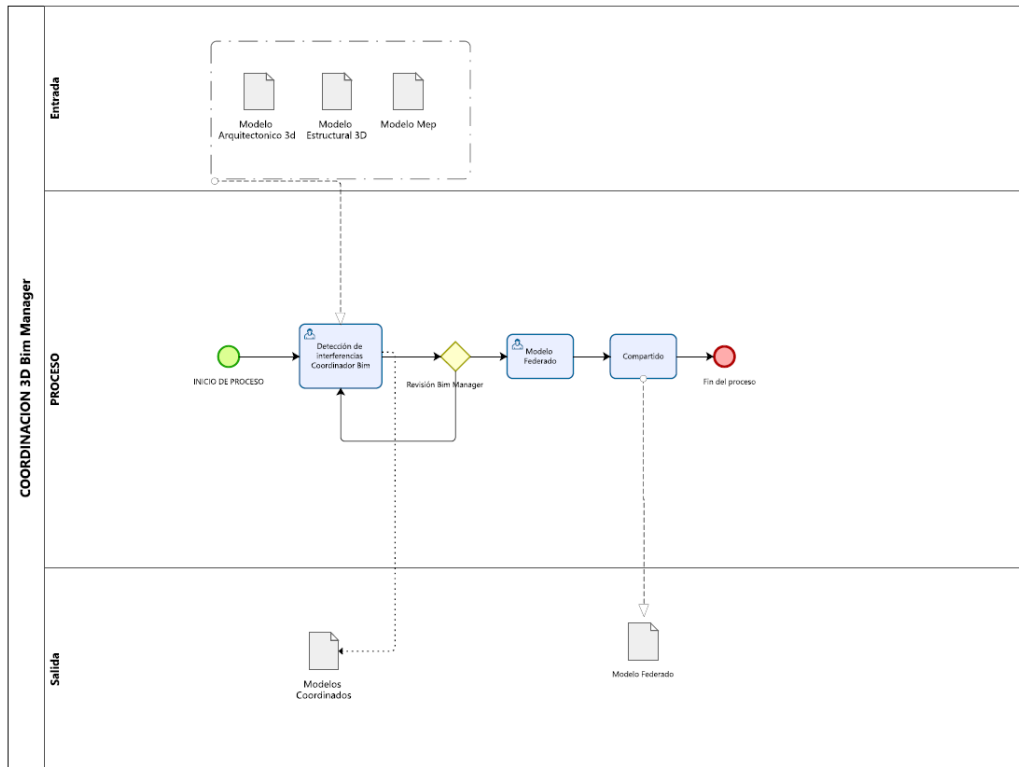 COORDINACION 3D Bim Manager
Entrada
Modelo
Arquitectonico 3d
Modelo
Estructural 3D
Modelo Mep
PROCESO
INICIO DE PROCESO
Detección de
interferencias
Coordinador Bim
Revisión Bim Manager
Modelo
Federado
Compartido
Fin del proceso
Salida
Modelos
Coordinados
Modelo Federado